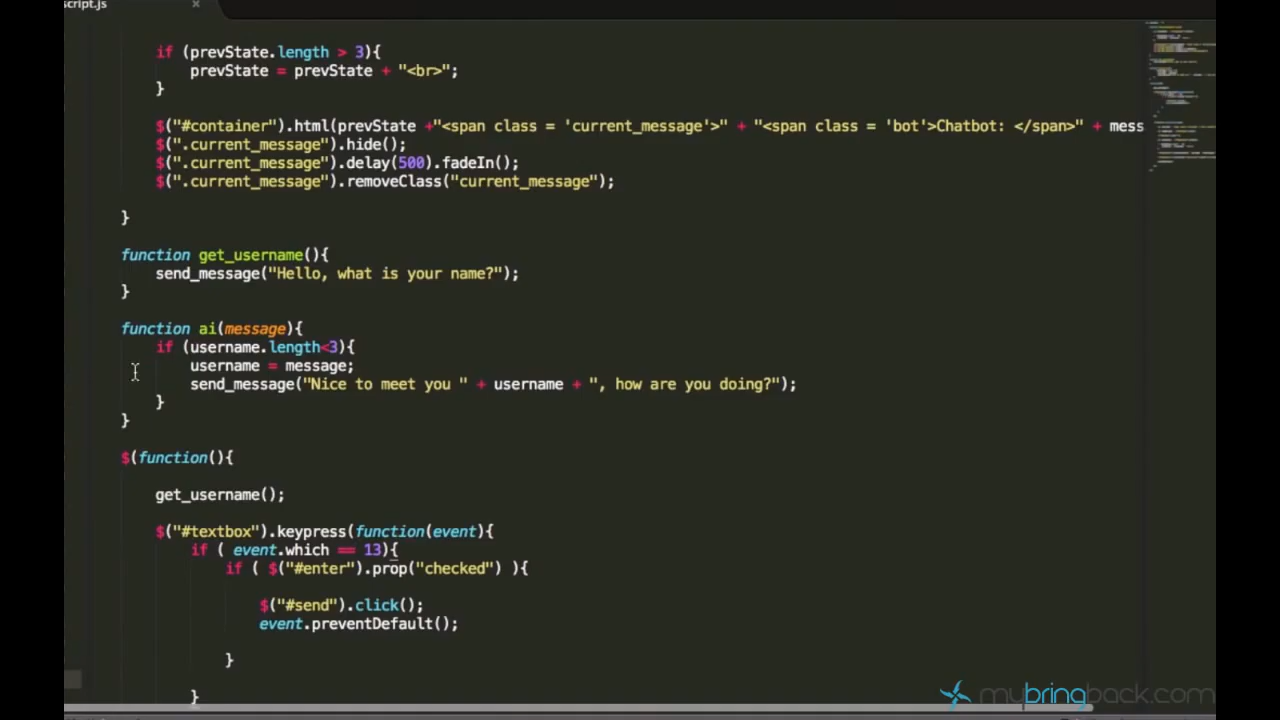 script.js ×
if (prevState.length > 3){
prevState = prevState + "<br>";
}
$("#container").html(prevState +"<span class = 'current_message'>" + "<span class = 'bot'>Chatbot: </span>" + mess
$(".current_message").hide();
$(".current_message").delay(500).fadeIn();
$(".current_message").removeClass("current_message");
}
function get_username(){
send_message("Hello, what is your name?");
}
function ai(message){
if (username.length<3){
username = message;
send_message("Nice to meet you " + username + ", how are you doing?");
}
}
$(function(){
get_username();
$("#textbox").keypress(function(event){
if ( event.which == 13){
if ( $("#enter").prop("checked") ){
$("#send").click();
event.preventDefault();
}
}
mybringback.com